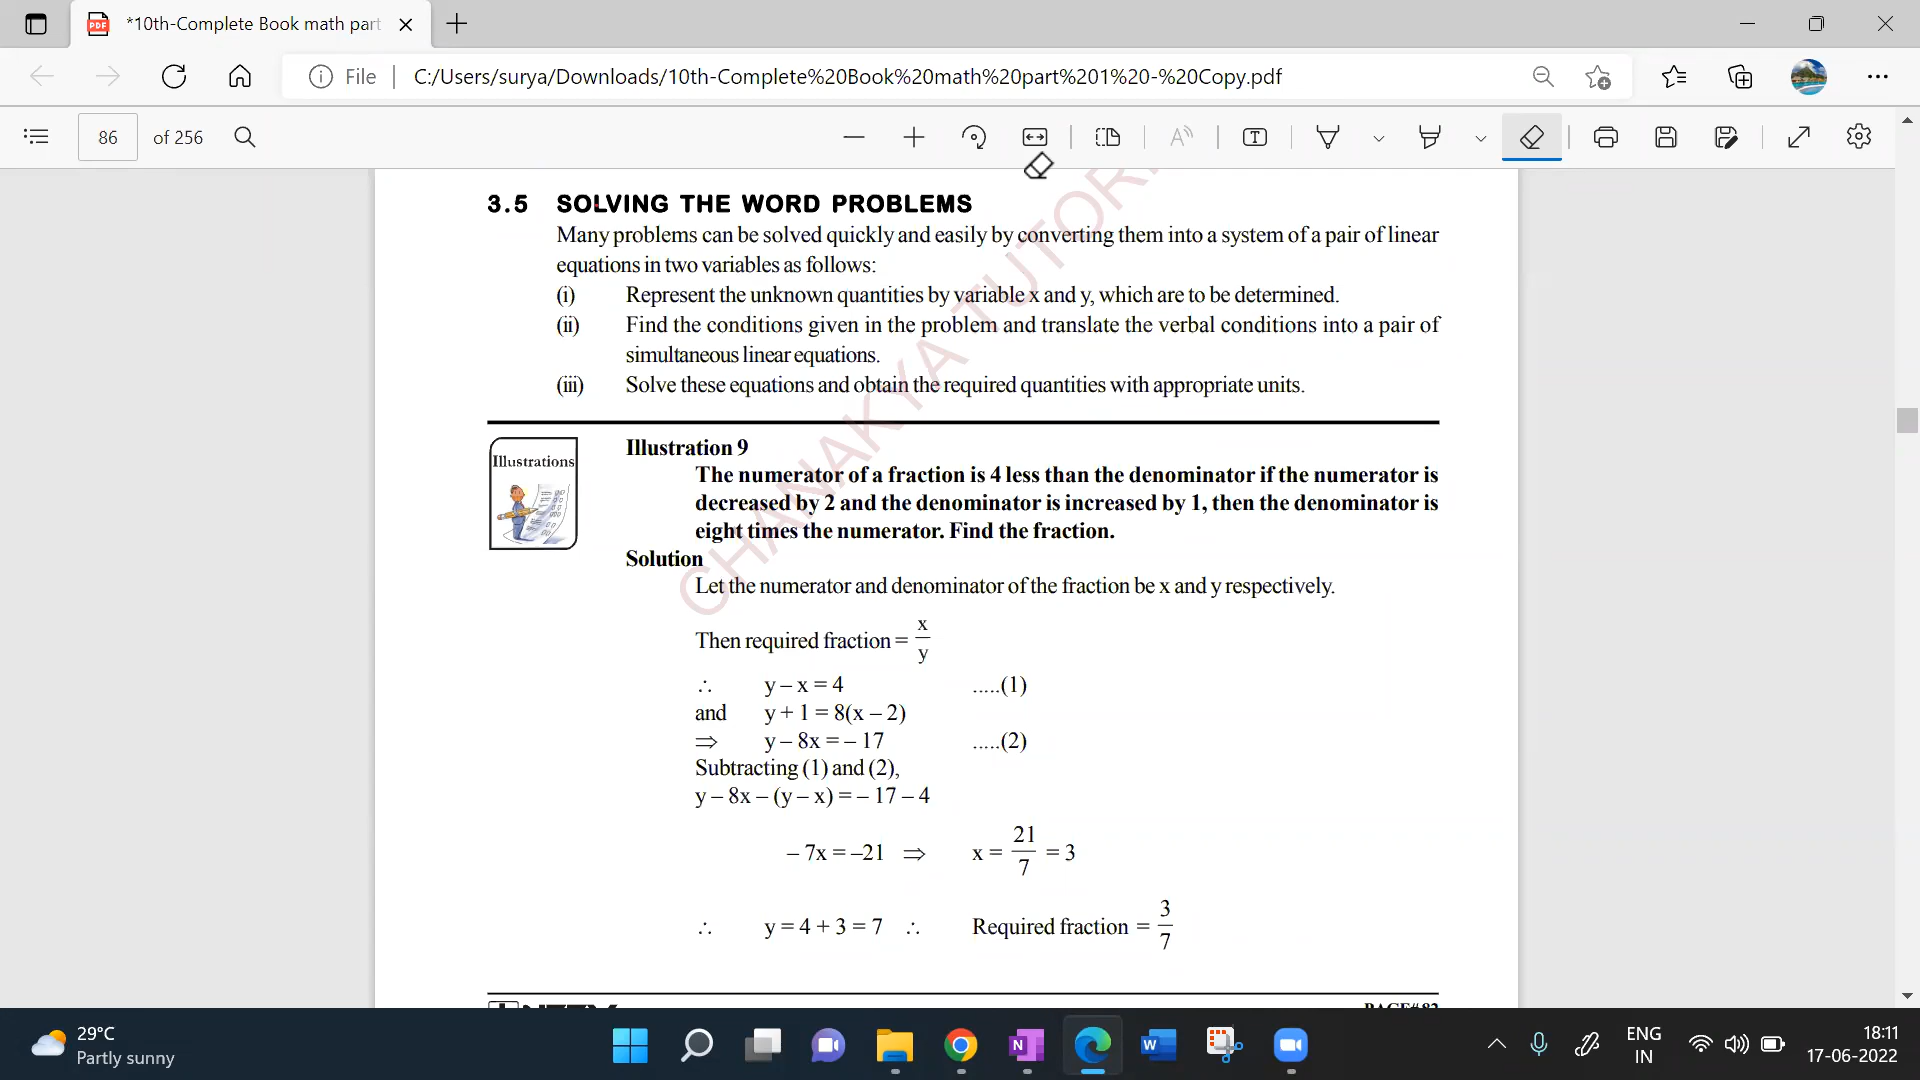 *10th-Complete Book math part
File
C:/Users/surya/Downloads/10th-Complete%20Book%20math%20part%201%20-%20Copy.pdf
86 of 256
3.5 SOLVING THE WORD PROBLEMS
Many problems can be solved quickly and easily by converting them into a system of a pair of linear
equations in two variables as follows:
(i) Represent the unknown quantities by variable x and y, which are to be determined.
(ii) Find the conditions given in the problem and translate the verbal conditions into a pair of
simultaneous linear equations.
(iii) Solve these equations and obtain the required quantities with appropriate units.
Illustrations
Illustration 9
The numerator of a fraction is 4 less than the denominator if the numerator is
decreased by 2 and the denominator is increased by 1, then the denominator is
eight times the numerator. Find the fraction.
Solution
Let the numerator and denominator of the fraction be x and y respectively.
Then required fraction = x/y
∴ y – x = 4 .....(1)
and y + 1 = 8(x – 2)
⇒ y – 8x = – 17 .....(2)
Subtracting (1) and (2),
y – 8x – (y – x) = – 17 – 4
– 7x = –21 ⇒ x = 21/7 = 3
∴ y = 4 + 3 = 7 ∴ Required fraction = 3/7
CHANAKYA
29°C
Partly sunny
ENG
IN
18:11
17-06-2022